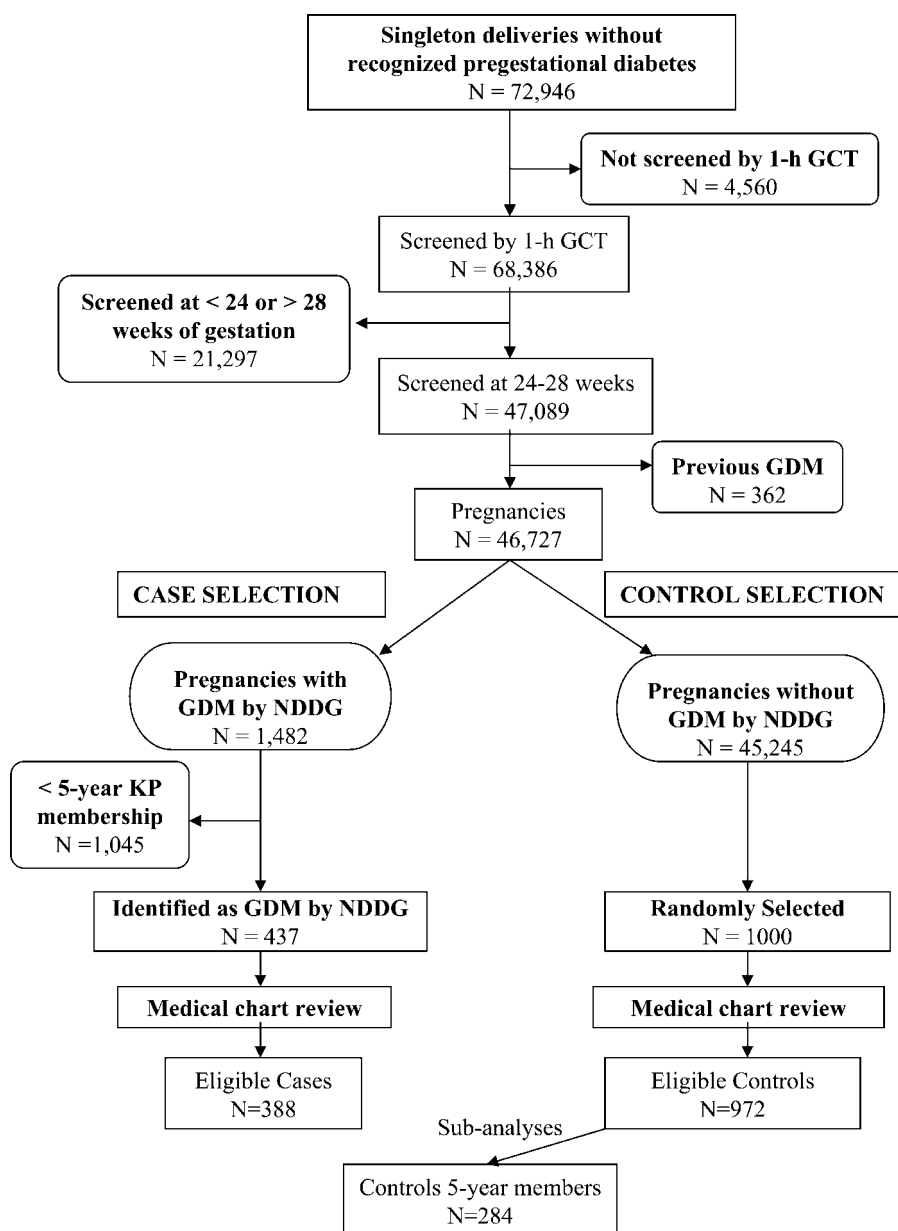 Singleton deliveries without
recognized pregestational diabetes
N = 72,946
Not screened by 1-h GCT
N = 4,560
Screened by 1-h GCT
N = 68,386
Screened at < 24 or > 28
weeks of gestation
N = 21,297
Screened at 24-28 weeks
N = 47,089
Previous GDM
N = 362
Pregnancies
N = 46,727
CASE SELECTION
CONTROL SELECTION
Pregnancies with
GDM by NDDG
N = 1,482
Pregnancies without
GDM by NDDG
N = 45,245
< 5-year KP
membership
N =1,045
Identified as GDM by NDDG
N = 437
Randomly Selected
N = 1000
Medical chart review
Medical chart review
Eligible Cases
N=388
Eligible Controls
N=972
Sub-analyses
Controls 5-year members
N=284